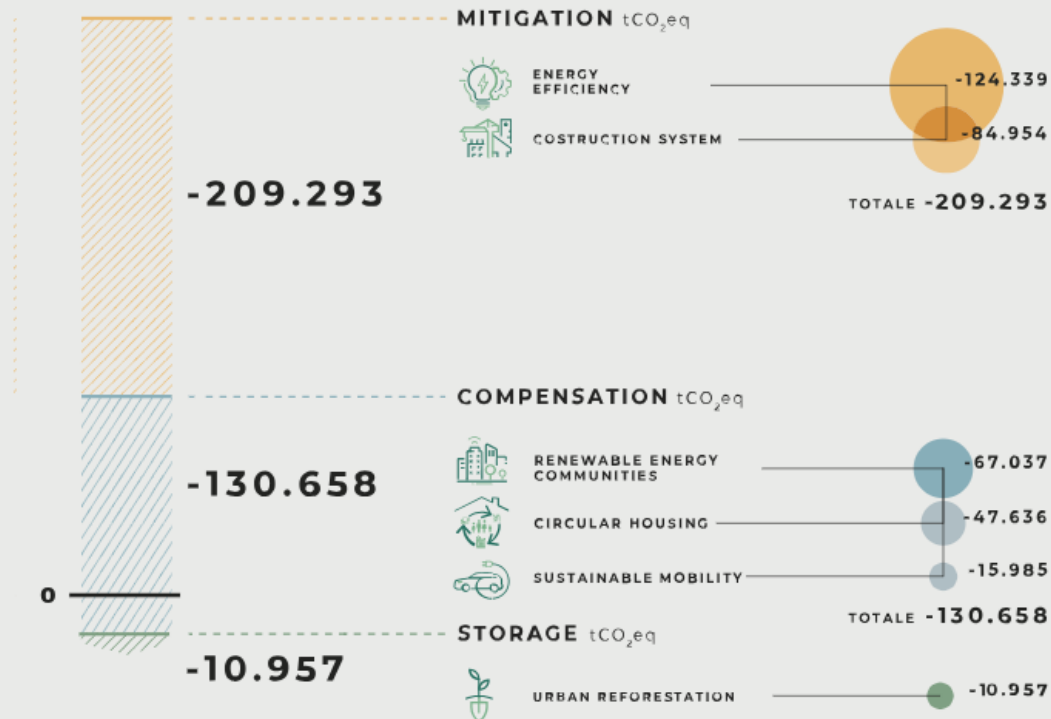 MITIGATION tCO₂eq
ENERGY
EFFICIENCY
-124.339
COSTRUCTION SYSTEM
-84.954
-209.293
TOTALE -209.293
COMPENSATION tCO₂eq
RENEWABLE ENERGY
COMMUNITIES
-67.037
-130.658
CIRCULAR HOUSING
-47.636
SUSTAINABLE MOBILITY
-15.985
0
TOTALE -130.658
STORAGE tCO₂eq
-10.957
URBAN REFORESTATION
-10.957